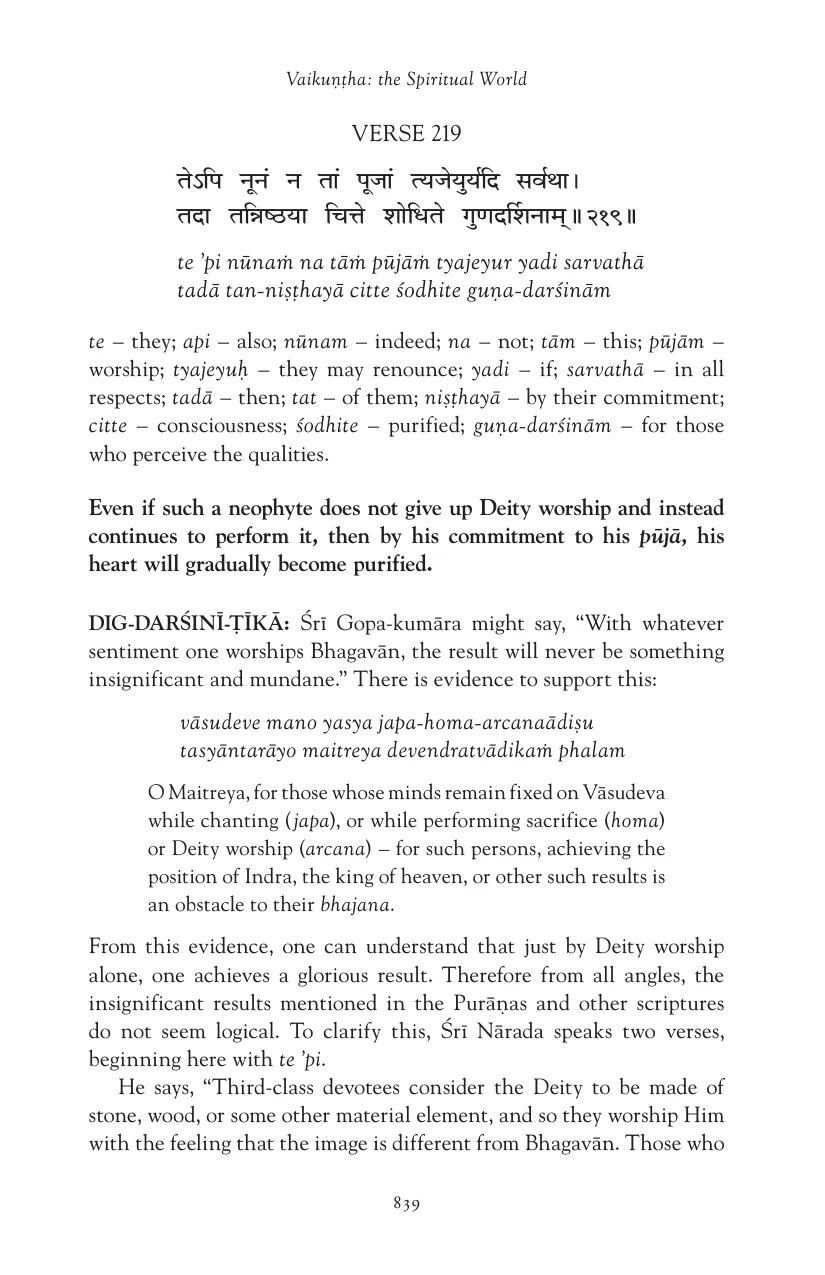 Vaikuṇṭha: the Spiritual World
VERSE 219
तेऽपि नूनं न तां पूजां त्यजेयुर्यदि सर्वथा।
तदा तन्निष्ठया चित्ते शोधिते गुणदर्शिनाम्॥२१९॥
te ’pi nūnaṁ na tāṁ pūjāṁ tyajeyur yadi sarvathā
tadā tan-niṣṭhayā citte śodhite guṇa-darśinām
te – they; api – also; nūnam – indeed; na – not; tām – this; pūjām –
worship; tyajeyuḥ – they may renounce; yadi – if; sarvathā – in all
respects; tadā – then; tat – of them; niṣṭhayā – by their commitment;
citte – consciousness; śodhite – purified; guṇa-darśinām – for those
who perceive the qualities.
Even if such a neophyte does not give up Deity worship and instead
continues to perform it, then by his commitment to his pūjā, his
heart will gradually become purified.
DIG-DARŚINĪ-ṬĪKĀ: Śrī Gopa-kumāra might say, “With whatever
sentiment one worships Bhagavān, the result will never be something
insignificant and mundane.” There is evidence to support this:
vāsudeve mano yasya japa-homa-arcanaādiṣu
tasyāntarāyo maitreya devendratvādikaṁ phalam
O Maitreya, for those whose minds remain fixed on Vāsudeva
while chanting (japa), or while performing sacrifice (homa)
or Deity worship (arcana) – for such persons, achieving the
position of Indra, the king of heaven, or other such results is
an obstacle to their bhajana.
From this evidence, one can understand that just by Deity worship
alone, one achieves a glorious result. Therefore from all angles, the
insignificant results mentioned in the Purāṇas and other scriptures
do not seem logical. To clarify this, Śrī Nārada speaks two verses,
beginning here with te ’pi.
He says, “Third-class devotees consider the Deity to be made of
stone, wood, or some other material element, and so they worship Him
with the feeling that the image is different from Bhagavān. Those who
839